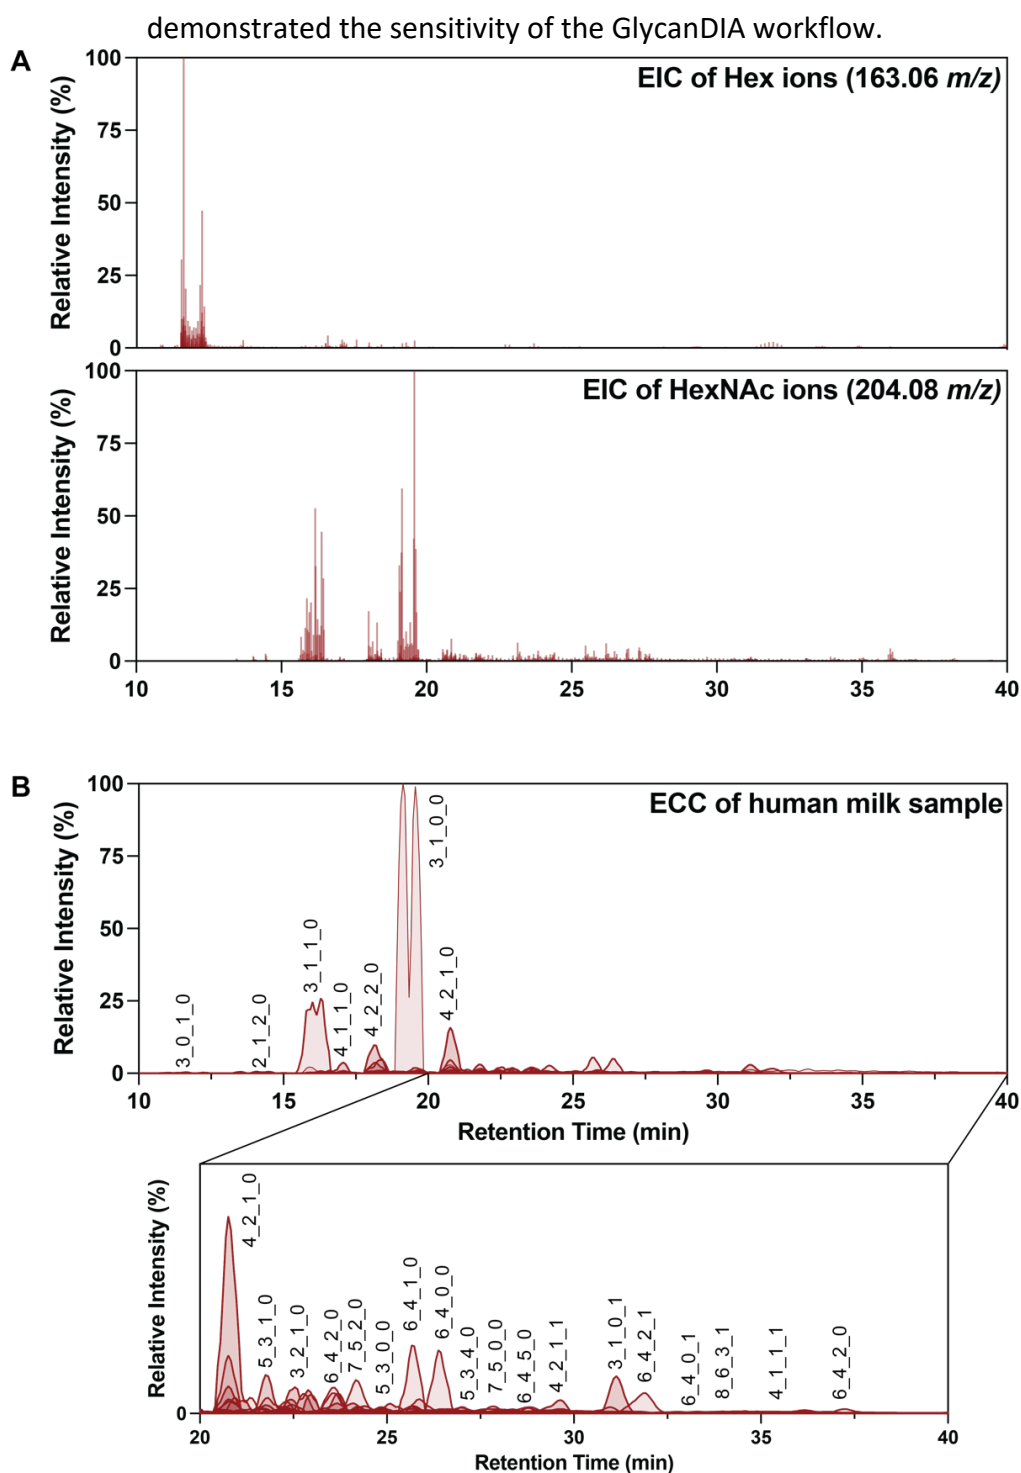 demonstrated the sensitivity of the GlycanDIA workflow.
A
EIC of Hex ions (163.06 m/z)
Relative Intensity (%)
100
75
50
25
0
EIC of HexNAc ions (204.08 m/z)
Relative Intensity (%)
100
75
50
25
0
10 15 20 25 30 35 40
B
ECC of human milk sample
Relative Intensity (%)
100
75
50
25
0
3_0_1_0
2_1_2_0
3_1_1_0
4_1_1_0
4_2_2_0
3_1_0_0
4_2_1_0
10 15 20 25 30 35 40
Retention Time (min)
Relative Intensity (%)
0
4_2_1_0
5_3_1_0
3_2_1_0
6_4_2_0
7_5_2_0
5_3_0_0
6_4_1_0
6_4_0_0
5_3_4_0
7_5_0_0
6_4_5_0
4_2_1_1
3_1_0_1
6_4_2_1
6_4_0_1
8_6_3_1
4_1_1_1
6_4_2_0
20 25 30 35 40
Retention Time (min)